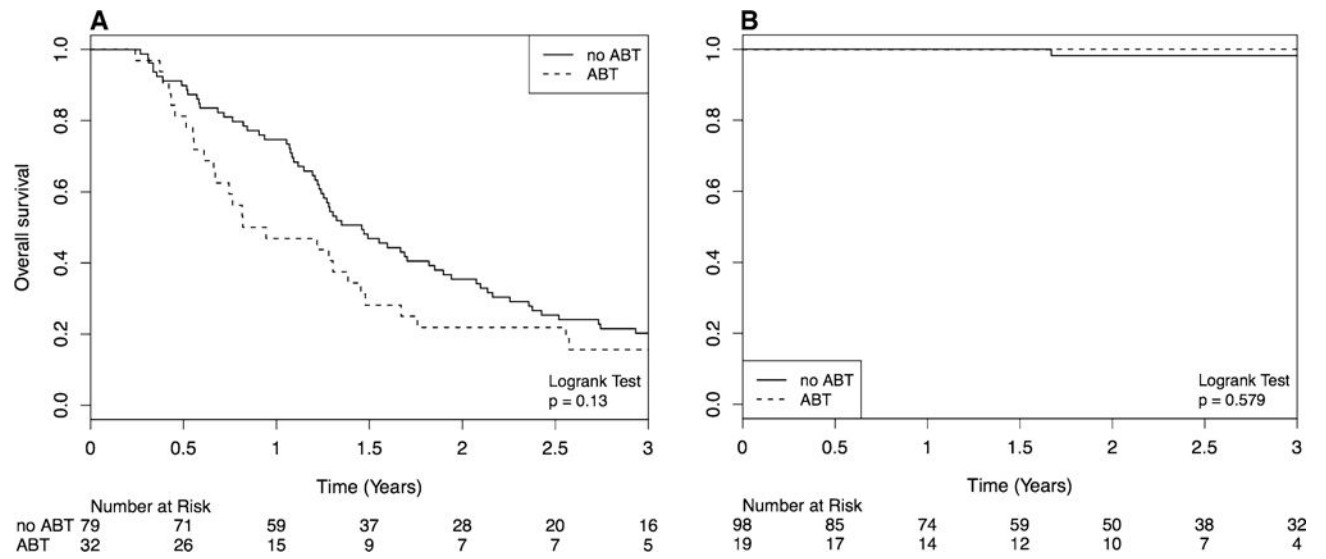 A
Overall survival
1.0
0.8
0.6
0.4
0.2
0.0
no ABT
ABT
Logrank Test
p = 0.13
0 0.5 1 1.5 2 2.5 3
Time (Years)
Number at Risk
no ABT 79 71 59 37 28 20 16
ABT 32 26 15 9 7 7 5
B
1.0
0.8
0.6
0.4
0.2
0.0
no ABT
ABT
Logrank Test
p = 0.579
0 0.5 1 1.5 2 2.5 3
Time (Years)
Number at Risk
98 85 74 59 50 38 32
19 17 14 12 10 7 4